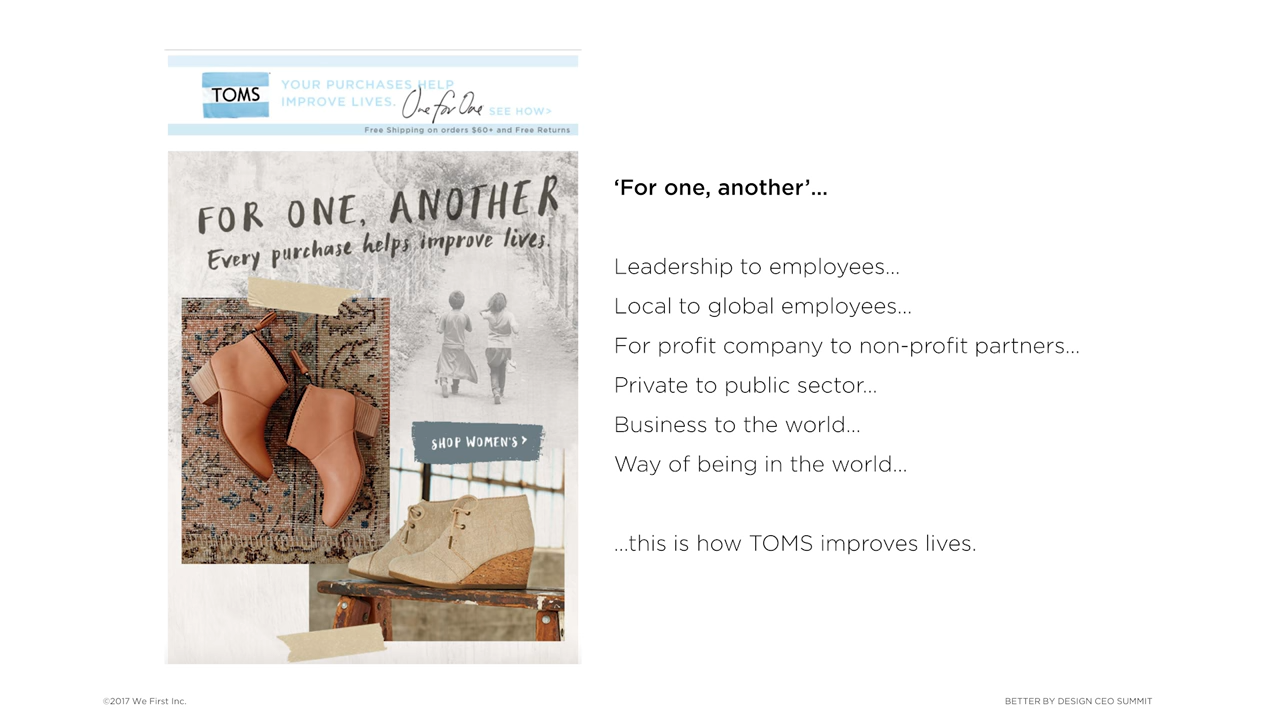 TOMS
YOUR PURCHASES HELP
IMPROVE LIVES. One for One SEE HOW>
Free Shipping on orders $60+ and Free Returns
FOR ONE, ANOTHER
Every purchase helps improve lives.
SHOP WOMEN'S >
‘For one, another’...
Leadership to employees...
Local to global employees...
For profit company to non-profit partners...
Private to public sector...
Business to the world...
Way of being in the world...
...this is how TOMS improves lives.
©2017 We First Inc.
BETTER BY DESIGN CEO SUMMIT